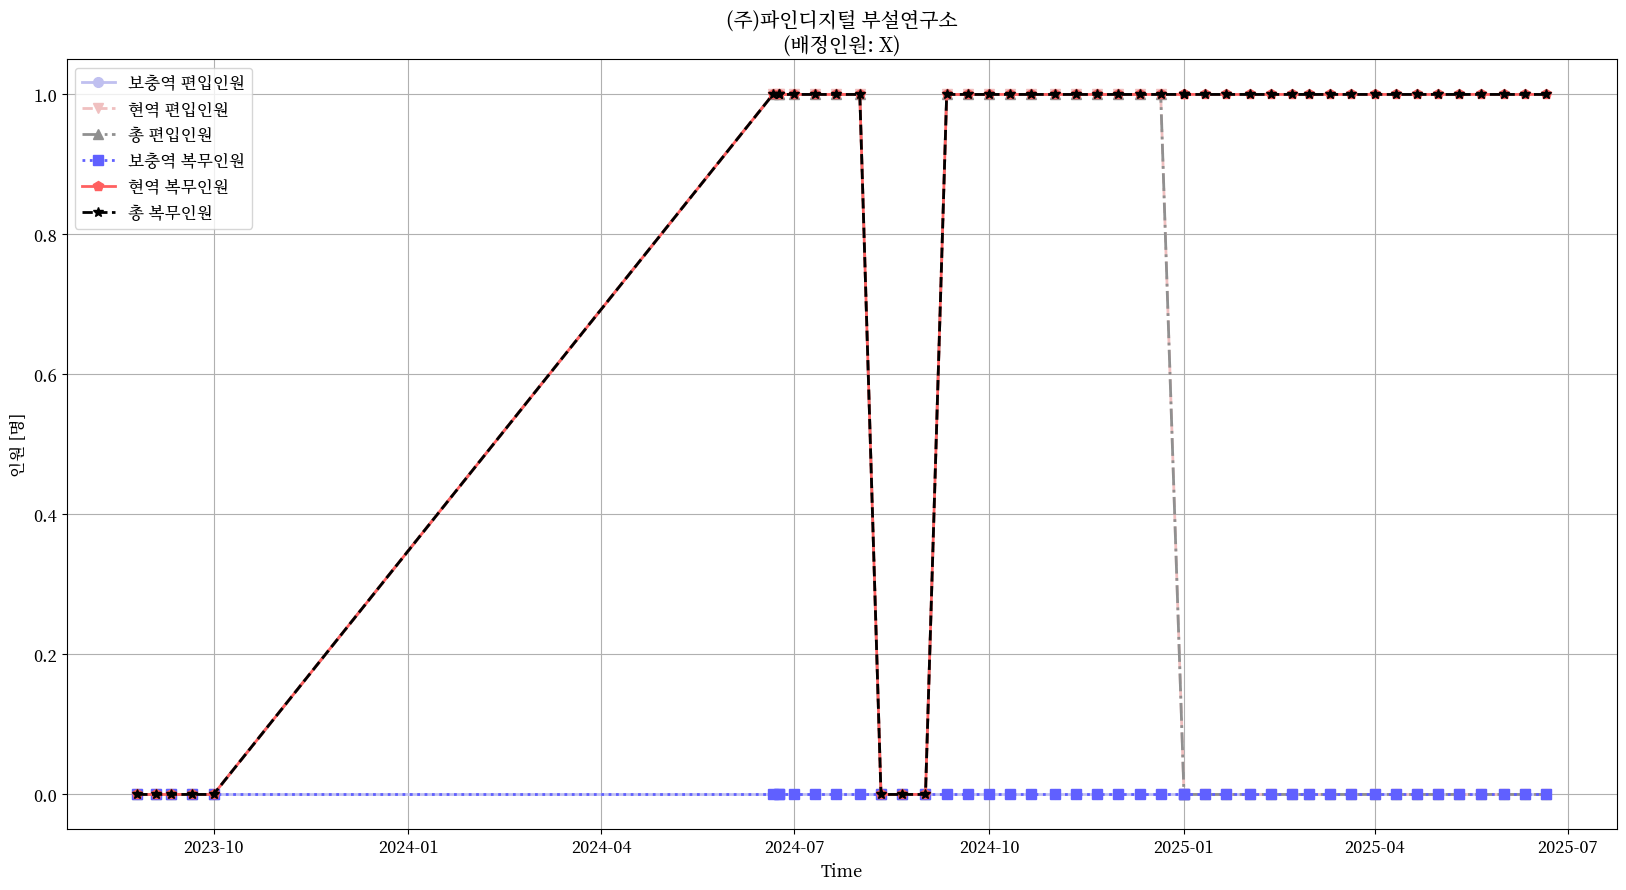 (주)파인디지털 부설연구소
(배정인원: X)
보충역 편입인원
현역 편입인원
총 편입인원
보충역 복무인원
현역 복무인원
총 복무인원
1.0
0.8
0.6
0.4
0.2
0.0
인원 [명]
2023-10
2024-01
2024-04
2024-07
2024-10
2025-01
2025-04
2025-07
Time